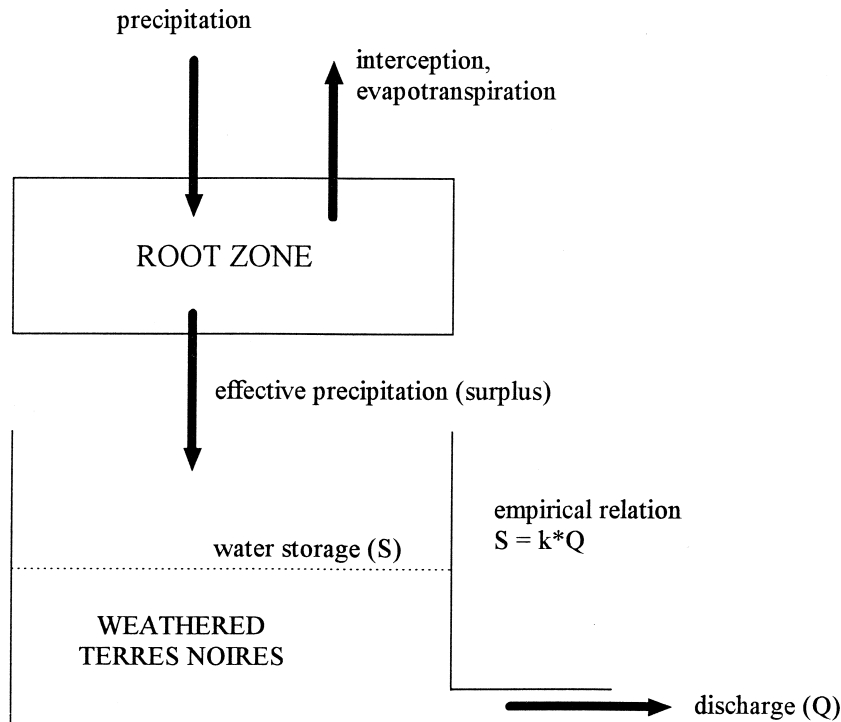 precipitation
interception,
evapotranspiration
ROOT ZONE
effective precipitation (surplus)
empirical relation
S = k*Q
water storage (S)
WEATHERED
TERRES NOIRES
discharge (Q)